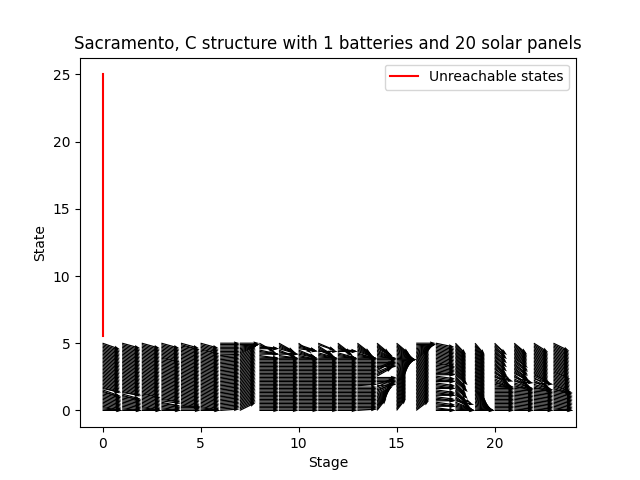 Sacramento, C structure with 1 batteries and 20 solar panels
Unreachable states
25
20
15
10
5
0
State
0 5 10 15 20
Stage